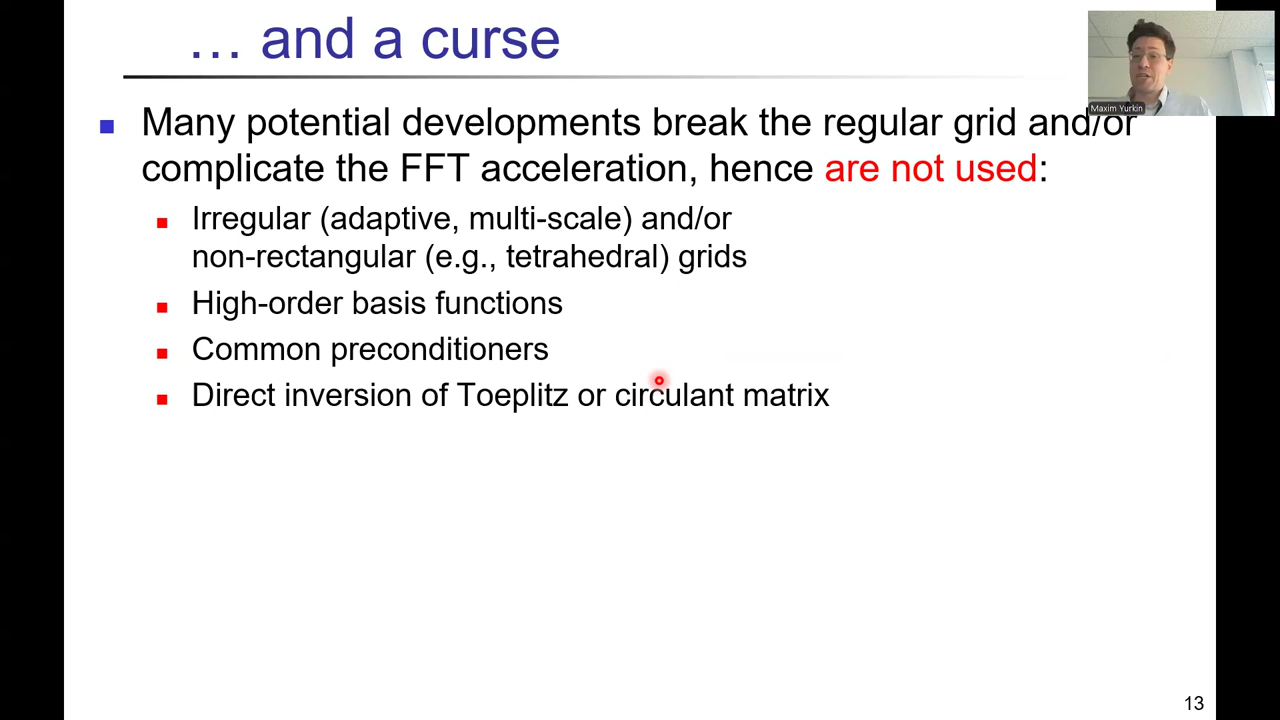 … and a curse
Maxim Yurkin
Many potential developments break the regular grid and/or
complicate the FFT acceleration, hence are not used:
Irregular (adaptive, multi-scale) and/or
non-rectangular (e.g., tetrahedral) grids
High-order basis functions
Common preconditioners
Direct inversion of Toeplitz or circulant matrix
13